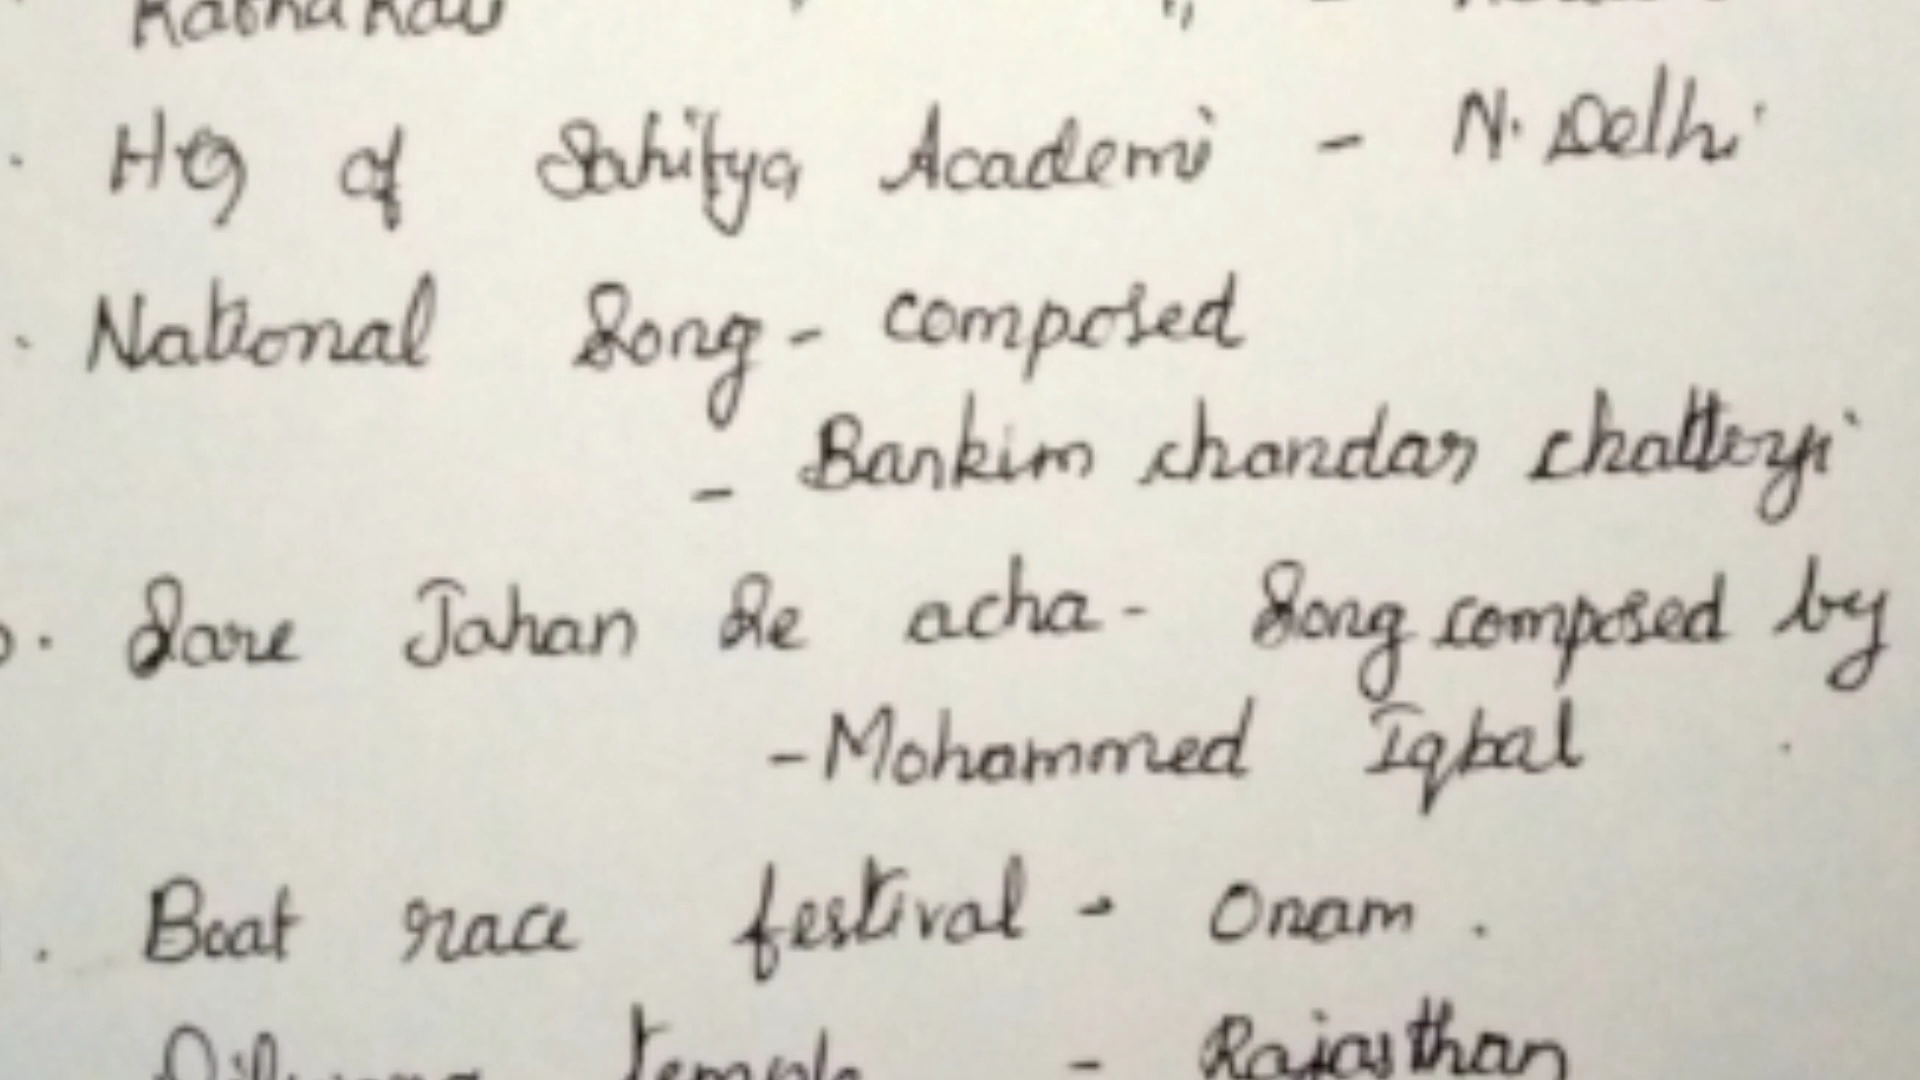 HQ of Sahitya Academi - N. Delhi
National Song - composed
- Bankim chandar chatterji
Sare Jahan Se acha - Song composed by
- Mohammed Iqbal
Boat race festival - Onam .
temple - Rajasthan